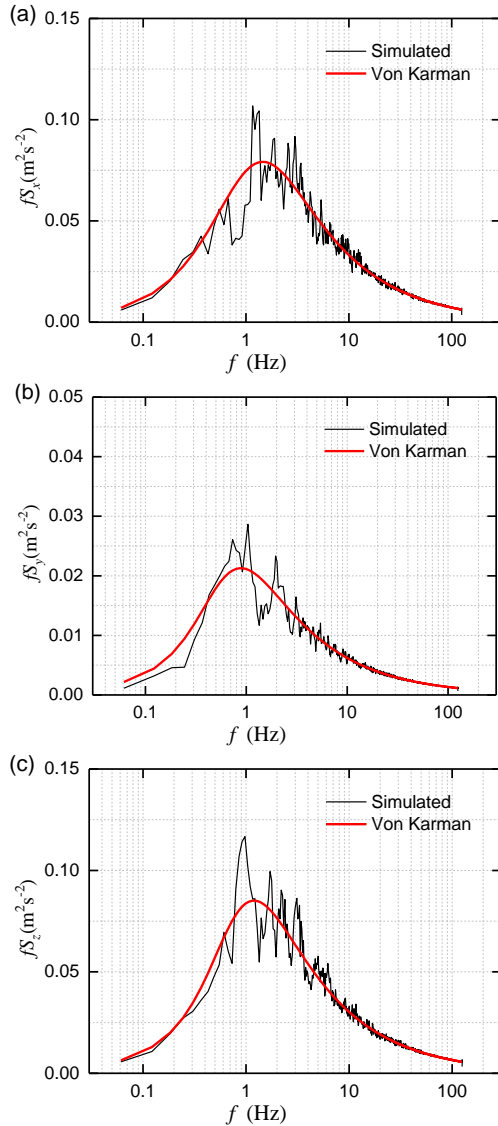 (a)
0.15
0.10
0.05
0.00
fSₓ(m²s⁻²)
Simulated
Von Karman
0.1 1 10 100
f (Hz)
(b)
0.05
0.04
0.03
0.02
0.01
0.00
fS_y(m²s⁻²)
Simulated
Von Karman
0.1 1 10 100
f (Hz)
(c)
0.15
0.10
0.05
0.00
fS_z(m²s⁻²)
Simulated
Von Karman
0.1 1 10 100
f (Hz)